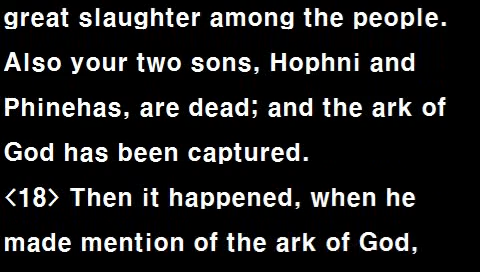 great slaughter among the people.
Also your two sons, Hophni and
Phinehas, are dead; and the ark of
God has been captured.
<18> Then it happened, when he
made mention of the ark of God,